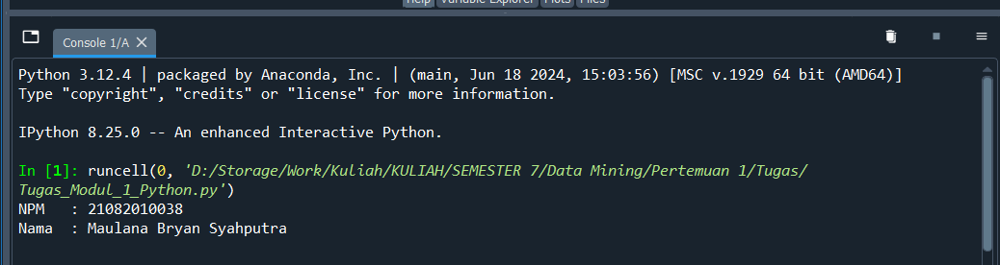 Help Variable Explorer Plots Files
Console 1/A
Python 3.12.4 | packaged by Anaconda, Inc. | (main, Jun 18 2024, 15:03:56) [MSC v.1929 64 bit (AMD64)]
Type "copyright", "credits" or "license" for more information.
IPython 8.25.0 -- An enhanced Interactive Python.
In [1]: runcell(0, 'D:/Storage/Work/Kuliah/KULIAH/SEMESTER 7/Data Mining/Pertemuan 1/Tugas/
Tugas_Modul_1_Python.py')
NPM : 21082010038
Nama : Maulana Bryan Syahputra